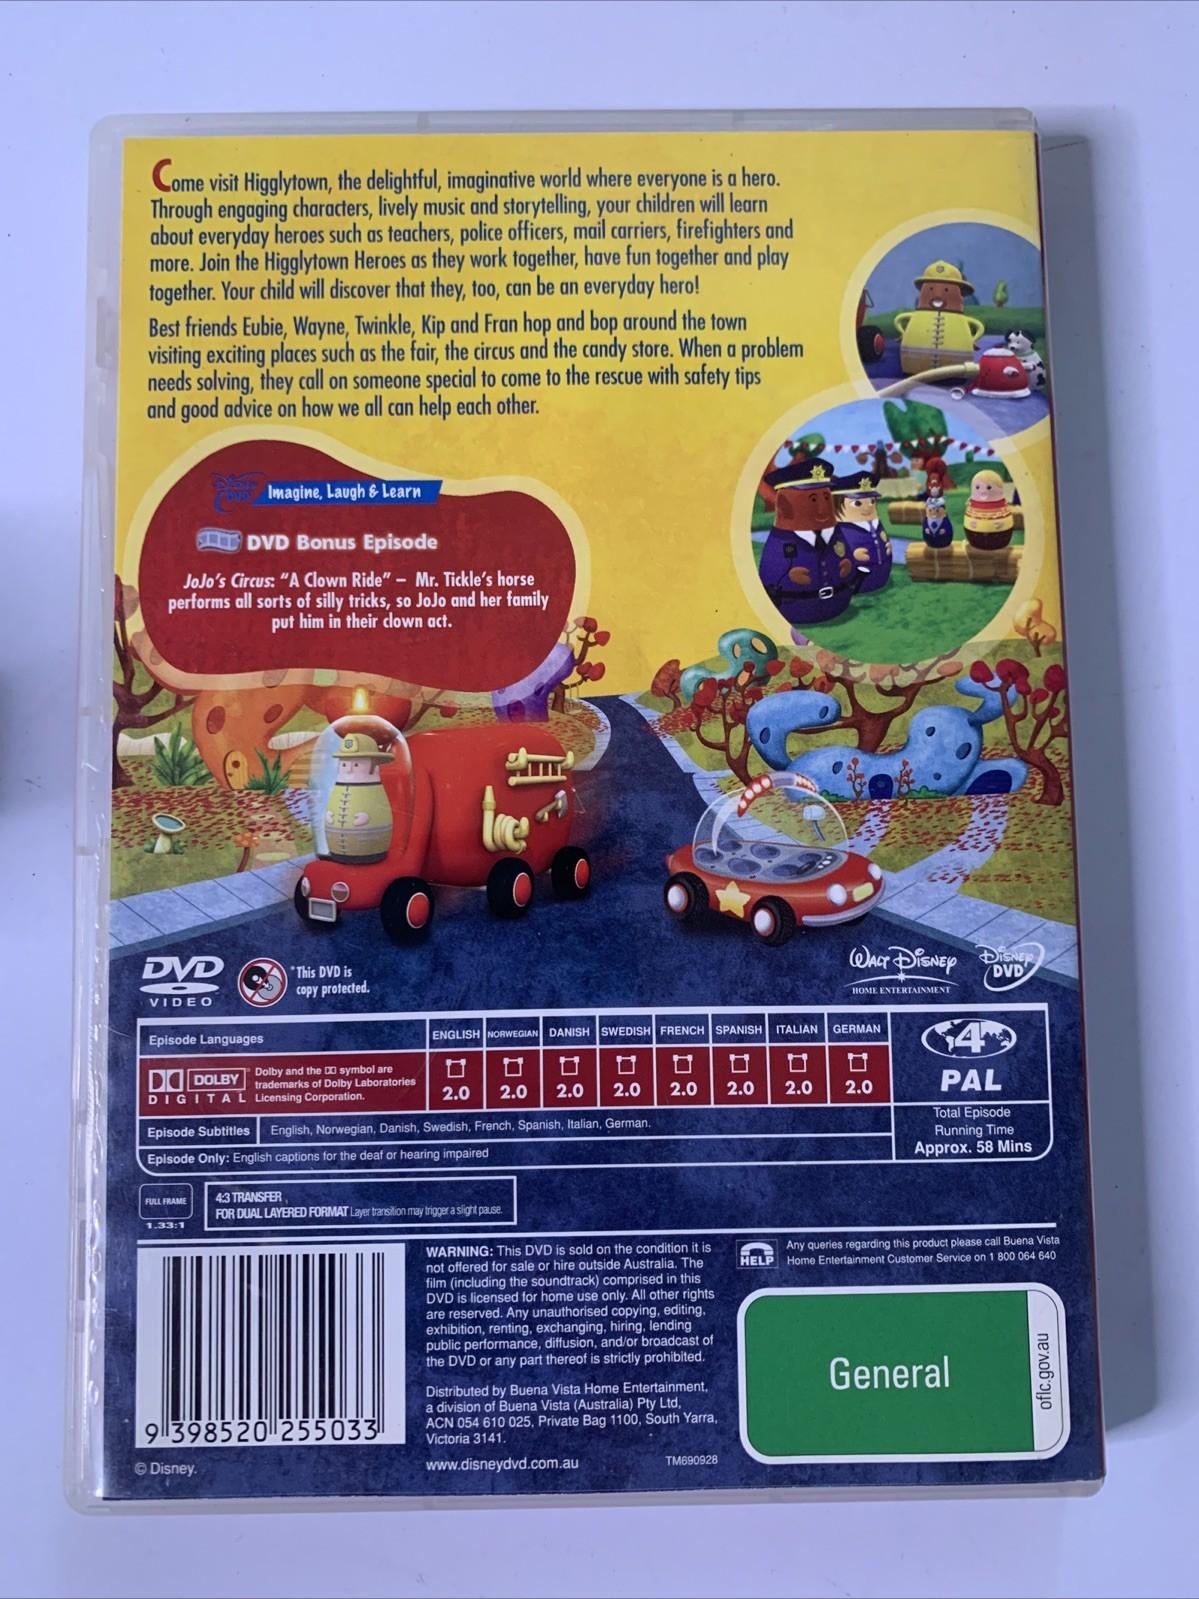 Come visit Higglytown, the delightful, imaginative world where everyone is a hero.
Through engaging characters, lively music and storytelling, your children will learn
about everyday heroes such as teachers, police officers, mail carriers, firefighters and
more. Join the Higglytown Heroes as they work together, have fun together and play
together. Your child will discover that they, too, can be an everyday hero!
Best friends Eubie, Wayne, Twinkle, Kip and Fran hop and bop around the town
visiting exciting places such as the fair, the circus and the candy store. When a problem
needs solving, they call on someone special to come to the rescue with safety tips
and good advice on how we all can help each other.
Disney DVD Imagine, Laugh & Learn
DVD Bonus Episode
JoJo's Circus: "A Clown Ride" – Mr. Tickle's horse
performs all sorts of silly tricks, so JoJo and her family
put him in their clown act.
DVD
VIDEO
*This DVD is
copy protected.
WALT DISNEY
HOME ENTERTAINMENT
DISNEY
DVD
Episode Languages
ENGLISH NORWEGIAN DANISH SWEDISH FRENCH SPANISH ITALIAN GERMAN
DOLBY
DIGITAL
Dolby and the DD symbol are
trademarks of Dolby Laboratories
Licensing Corporation.
2.0 2.0 2.0 2.0 2.0 2.0 2.0 2.0
4
PAL
Episode Subtitles English, Norwegian, Danish, Swedish, French, Spanish, Italian, German.
Episode Only: English captions for the deaf or hearing impaired
Total Episode
Running Time
Approx. 58 Mins
FULL FRAME
1.33:1
4:3 TRANSFER
FOR DUAL LAYERED FORMAT Layer transition may trigger a slight pause.
9 398520 255033
© Disney.
WARNING: This DVD is sold on the condition it is
not offered for sale or hire outside Australia. The
film (including the soundtrack) comprised in this
DVD is licensed for home use only. All other rights
are reserved. Any unauthorised copying, editing,
exhibition, renting, exchanging, hiring, lending
public performance, diffusion, and/or broadcast of
the DVD or any part thereof is strictly prohibited.
Distributed by Buena Vista Home Entertainment,
a division of Buena Vista (Australia) Pty Ltd,
ACN 054 610 025, Private Bag 1100, South Yarra,
Victoria 3141.
www.disneydvd.com.au
TM690928
HELP
Any queries regarding this product please call Buena Vista
Home Entertainment Customer Service on 1 800 064 640
General
oflc.gov.au